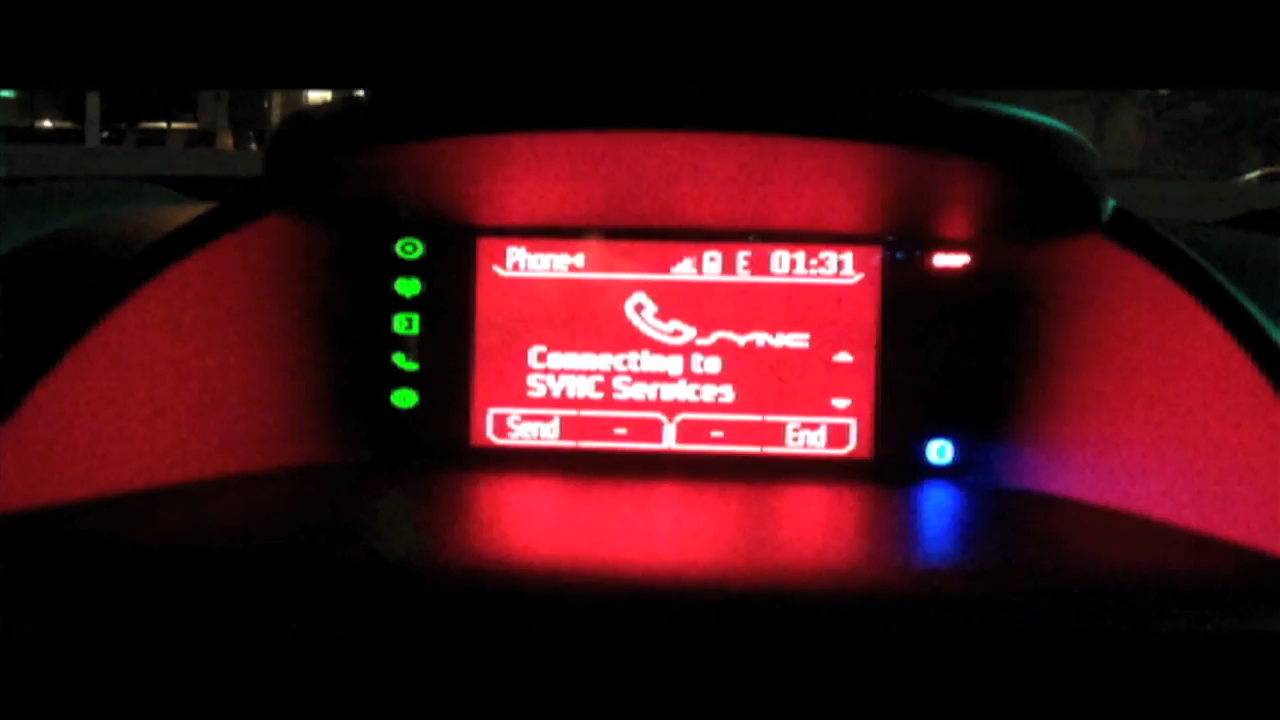 Phone E 01:31
SYNC
Connecting to
SYNC Services
Send - - End